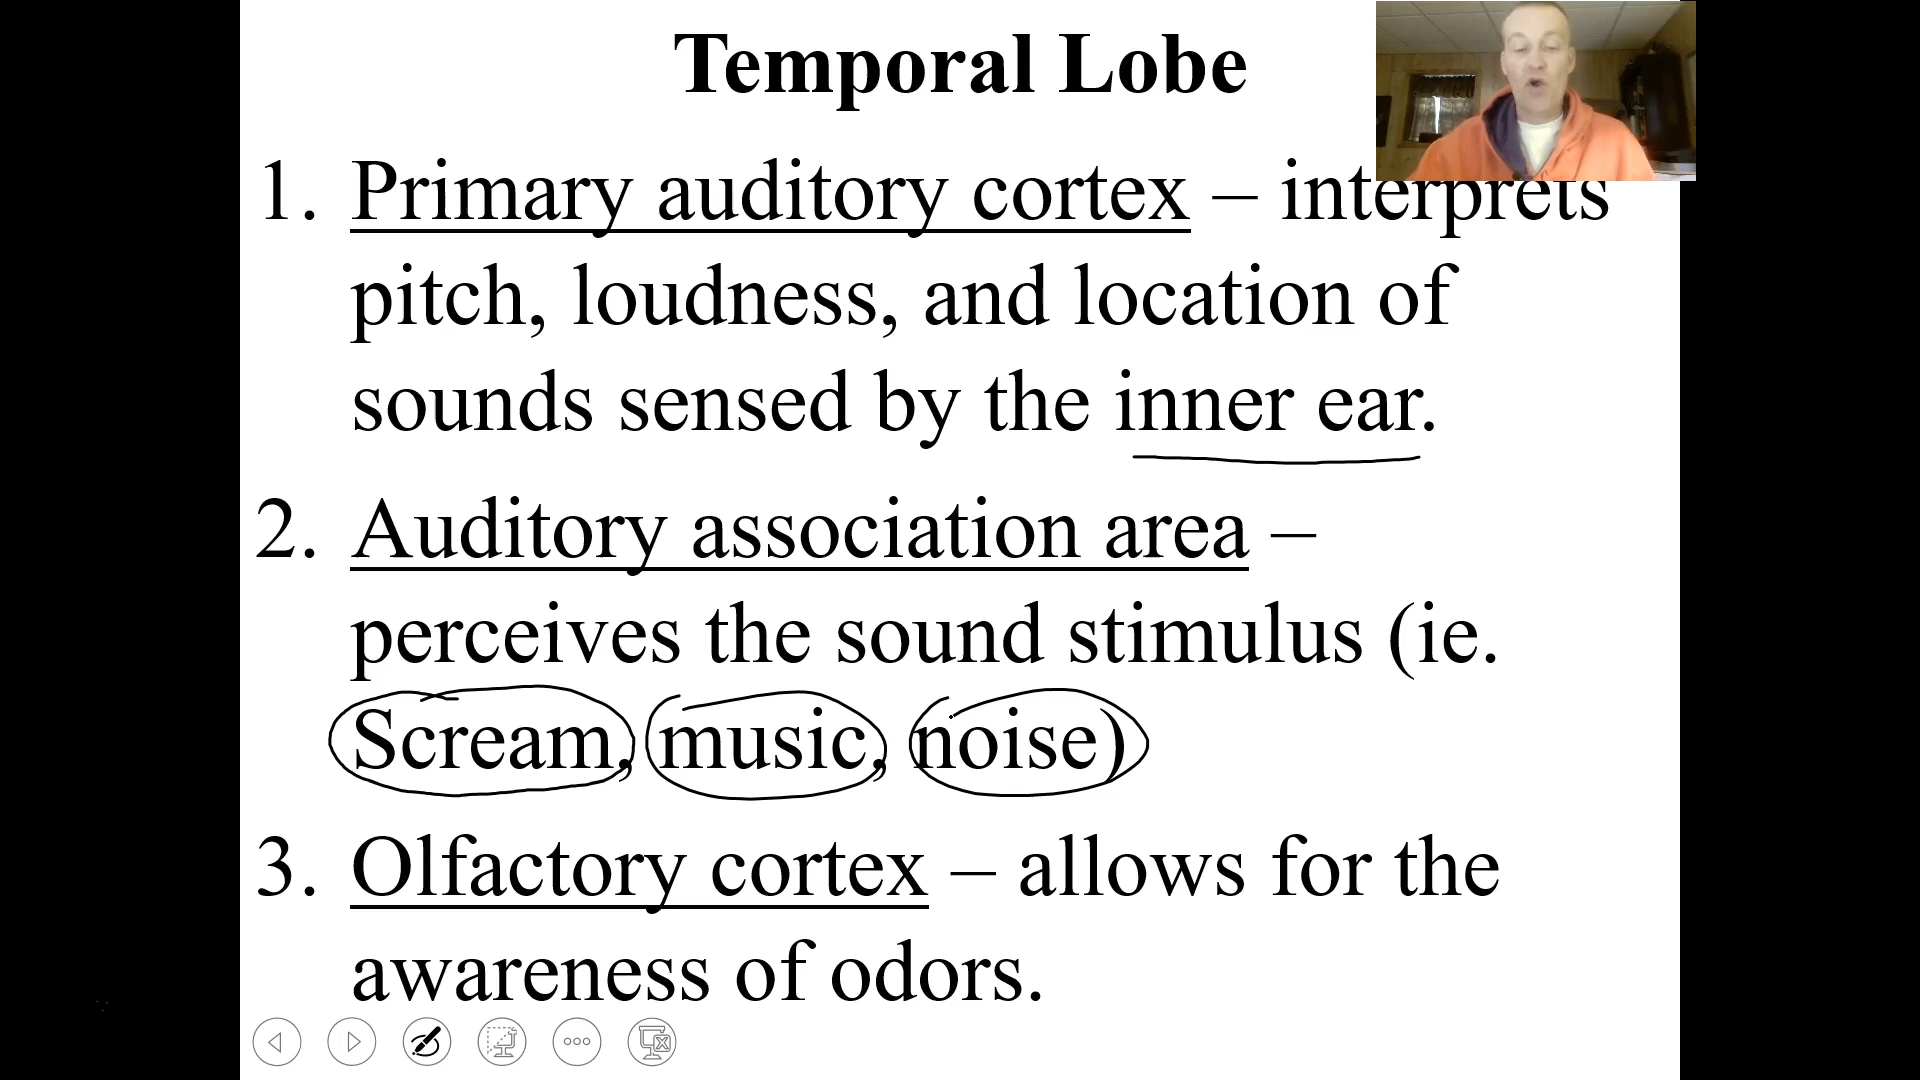 Temporal Lobe
1. Primary auditory cortex – interprets
pitch, loudness, and location of
sounds sensed by the inner ear.
2. Auditory association area –
perceives the sound stimulus (ie.
Scream, music, noise)
3. Olfactory cortex – allows for the
awareness of odors.